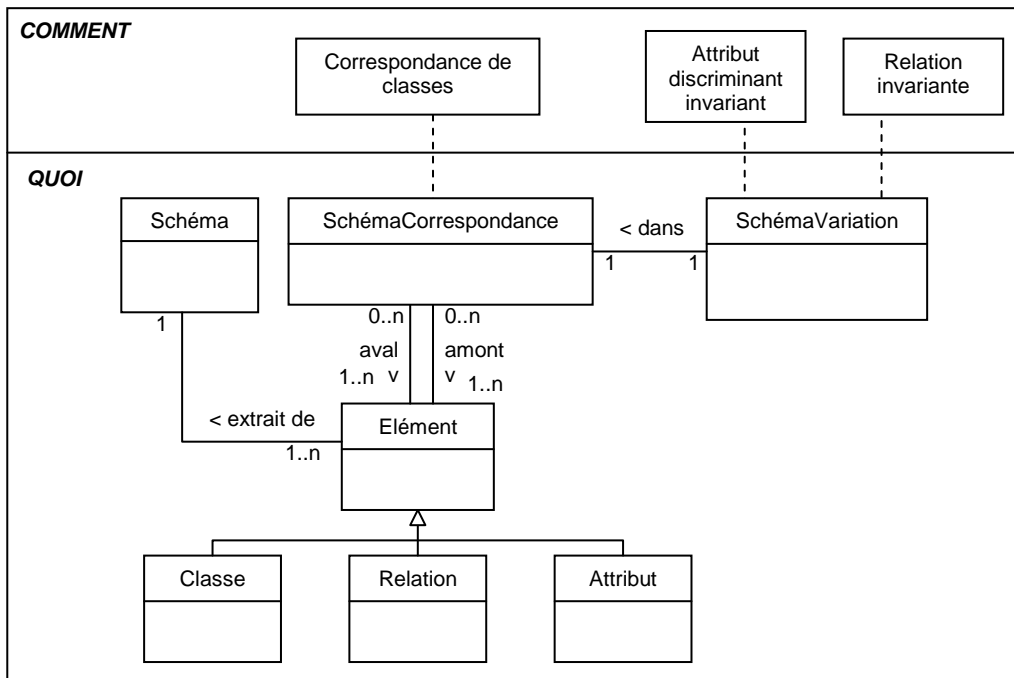 COMMENT
Correspondance de
classes
Attribut
discriminant
invariant
Relation
invariante
QUOI
Schéma
SchémaCorrespondance
SchémaVariation
< dans
1
1
1
0..n
0..n
aval
amont
1..n
v
v
1..n
< extrait de
1..n
Elément
Classe
Relation
Attribut